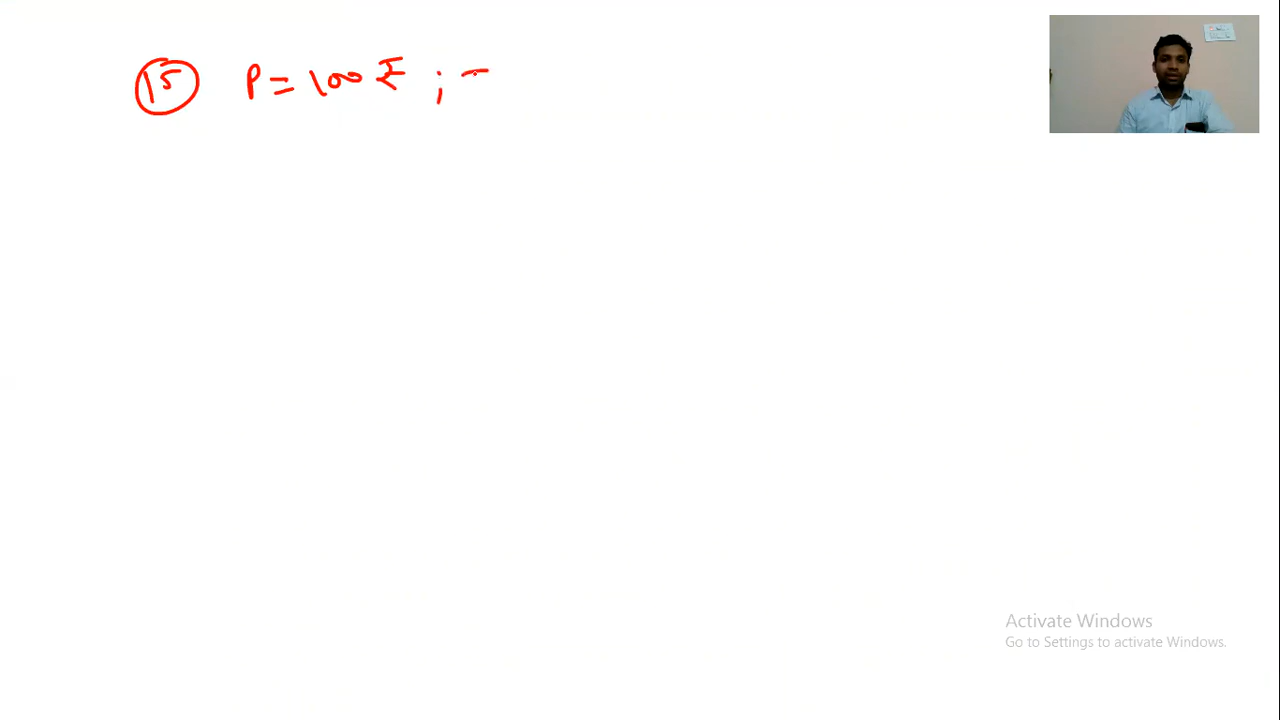 15 P = 100 ₹ ;
Activate Windows
Go to Settings to activate Windows.